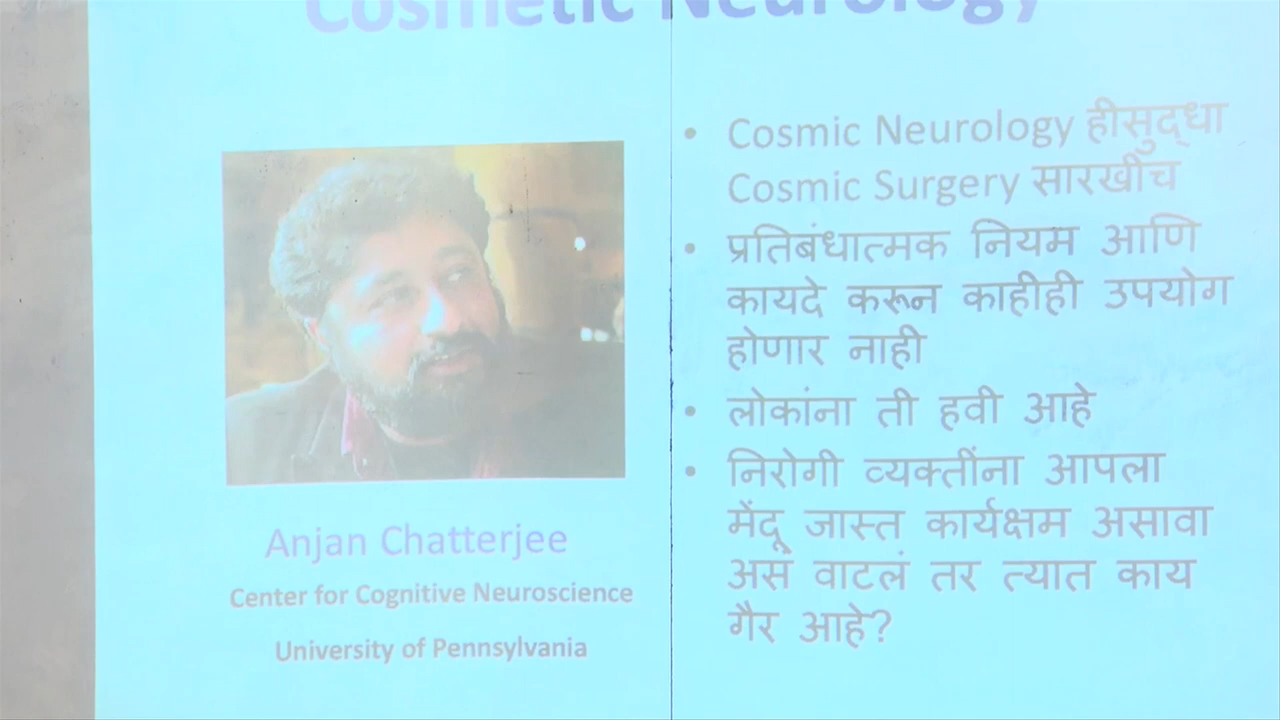 Cosmetic Neurology
Anjan Chatterjee
Center for Cognitive Neuroscience
University of Pennsylvania
• Cosmic Neurology हीसुद्धा
Cosmic Surgery सारखीच
• प्रतिबंधात्मक नियम आणि
कायदे करून काहीही उपयोग
होणार नाही
• लोकांना ती हवी आहे
• निरोगी व्यक्तींना आपला
मेंदू जास्त कार्यक्षम असावा
असं वाटलं तर त्यात काय
गैर आहे?